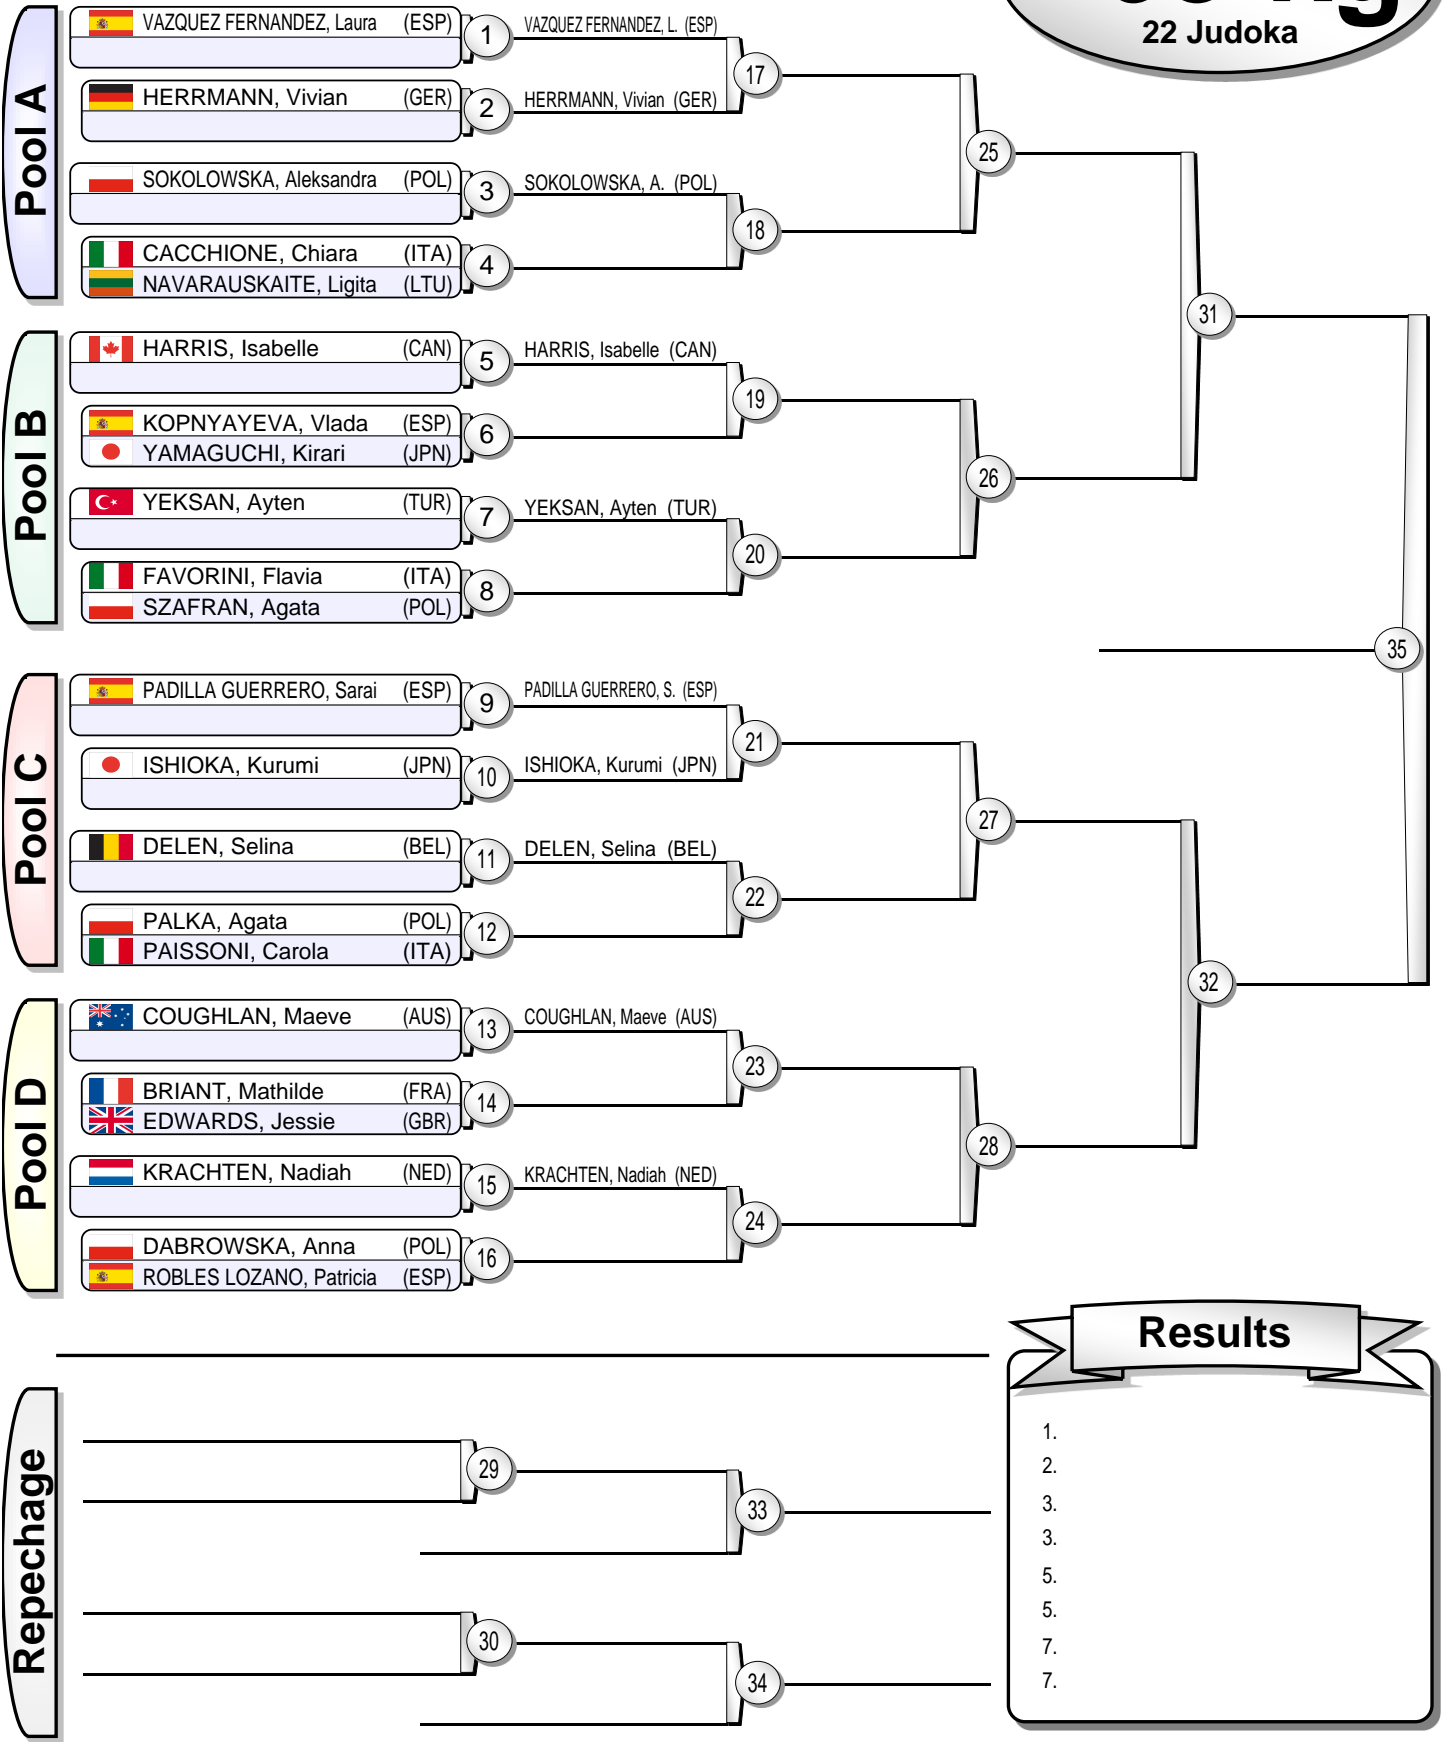 22 Judoka
Pool A
VAZQUEZ FERNANDEZ, Laura (ESP) 1 VAZQUEZ FERNANDEZ, L. (ESP)
17
HERRMANN, Vivian (GER) 2 HERRMANN, Vivian (GER)
25
SOKOLOWSKA, Aleksandra (POL) 3 SOKOLOWSKA, A. (POL)
18
CACCHIONE, Chiara (ITA) 4
NAVARAUSKAITE, Ligita (LTU)
31
Pool B
HARRIS, Isabelle (CAN) 5 HARRIS, Isabelle (CAN)
19
KOPNYAYEVA, Vlada (ESP) 6
YAMAGUCHI, Kirari (JPN)
26
YEKSAN, Ayten (TUR) 7 YEKSAN, Ayten (TUR)
20
FAVORINI, Flavia (ITA) 8
SZAFRAN, Agata (POL)
35
Pool C
PADILLA GUERRERO, Sarai (ESP) 9 PADILLA GUERRERO, S. (ESP)
21
ISHIOKA, Kurumi (JPN) 10 ISHIOKA, Kurumi (JPN)
27
DELEN, Selina (BEL) 11 DELEN, Selina (BEL)
22
PALKA, Agata (POL) 12
PAISSONI, Carola (ITA)
32
Pool D
COUGHLAN, Maeve (AUS) 13 COUGHLAN, Maeve (AUS)
23
BRIANT, Mathilde (FRA) 14
EDWARDS, Jessie (GBR)
28
KRACHTEN, Nadiah (NED) 15 KRACHTEN, Nadiah (NED)
24
DABROWSKA, Anna (POL) 16
ROBLES LOZANO, Patricia (ESP)
Repechage
29
33
30
34
Results
1.
2.
3.
3.
5.
5.
7.
7.